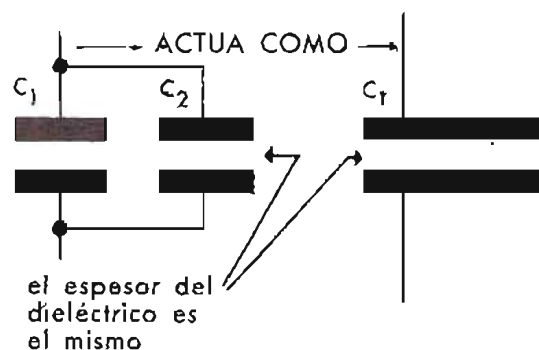 ACTUA COMO
C1
C2
Ct
el espesor del
dieléctrico es
el mismo